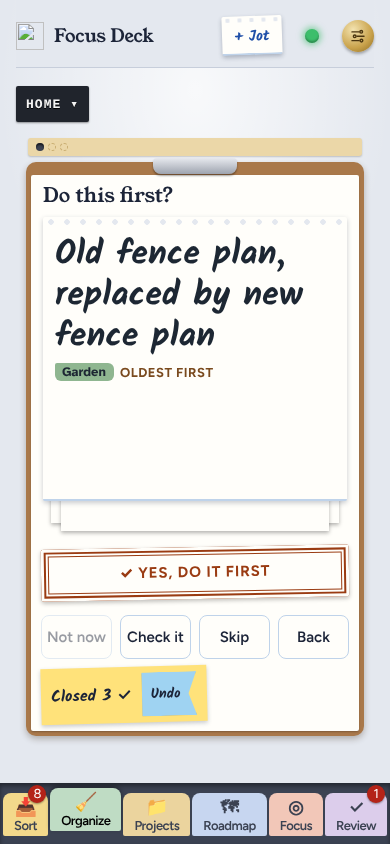 Focus Deck
+ Jot
HOME ▾
Do this first?
Old fence plan,
replaced by new
fence plan
Garden OLDEST FIRST
✓ YES, DO IT FIRST
Not now Check it Skip Back
Closed 3 ✓ Undo
8 1
Sort Organize Projects Roadmap Focus Review